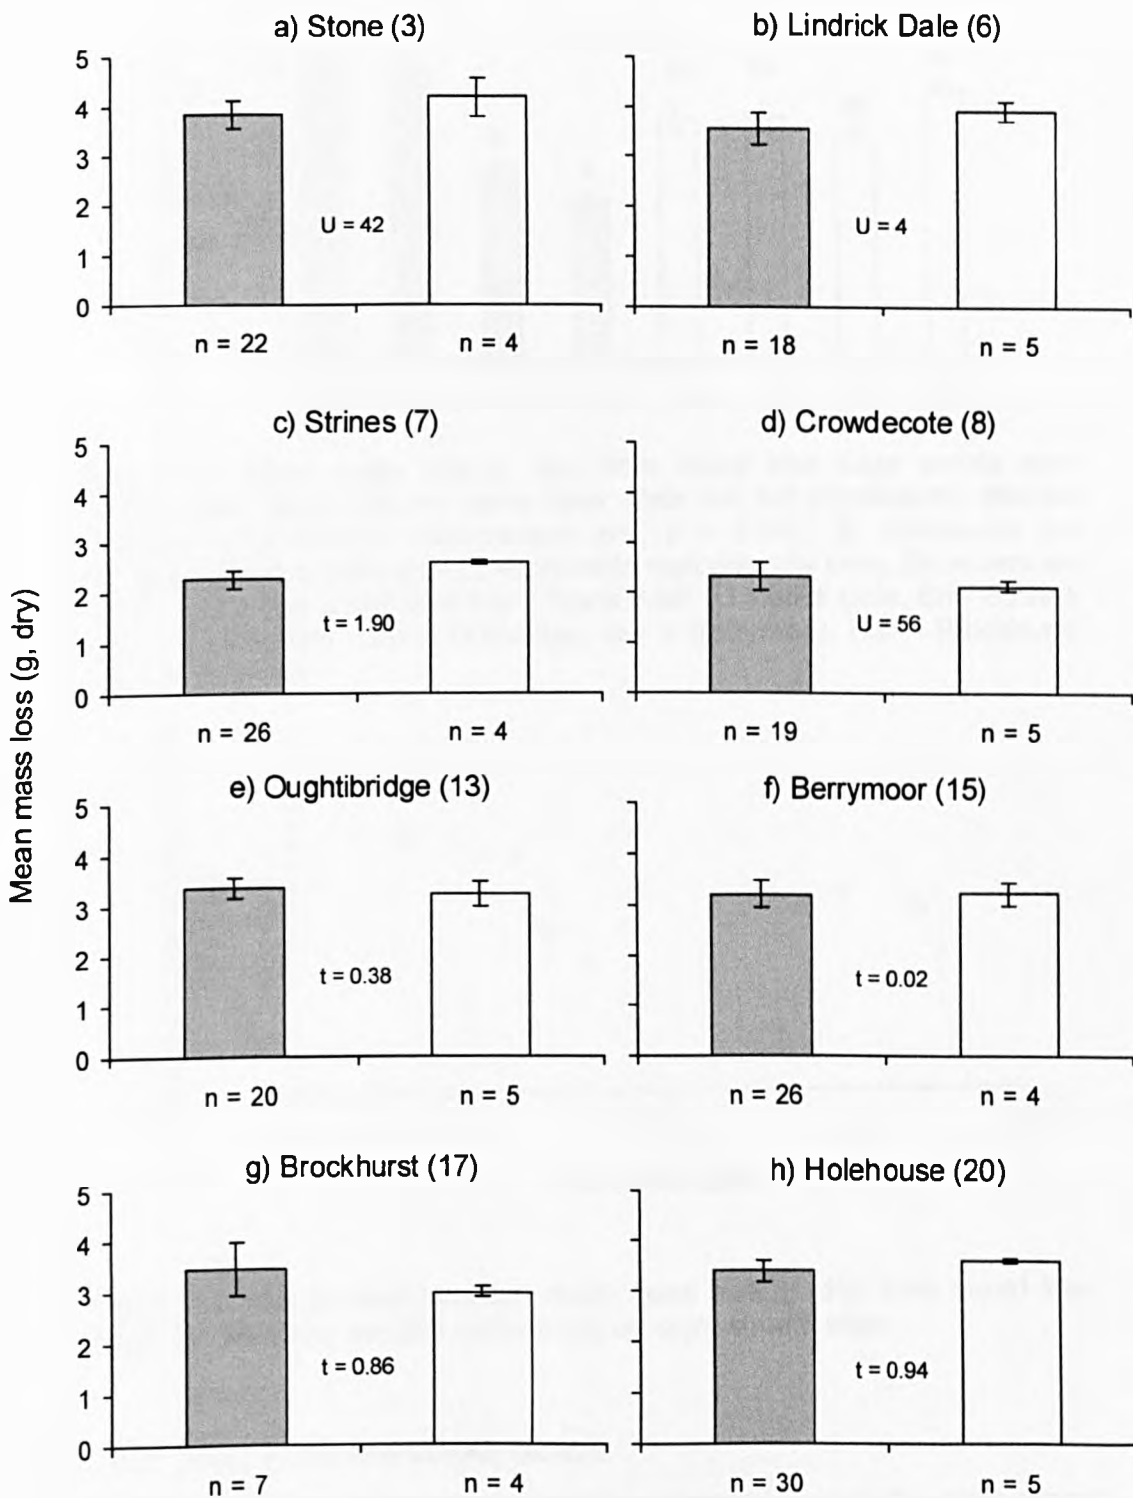 a) Stone (3)
b) Lindrick Dale (6)
5
4
3
2
1
0
U = 42
U = 4
n = 22
n = 4
n = 18
n = 5
c) Strines (7)
d) Crowdecote (8)
5
4
3
2
1
0
t = 1.90
U = 56
n = 26
n = 4
n = 19
n = 5
Mean mass loss (g, dry)
e) Oughtibridge (13)
f) Berrymoor (15)
5
4
3
2
1
0
t = 0.38
t = 0.02
n = 20
n = 5
n = 26
n = 4
g) Brockhurst (17)
h) Holehouse (20)
5
4
3
2
1
0
t = 0.86
t = 0.94
n = 7
n = 4
n = 30
n = 5